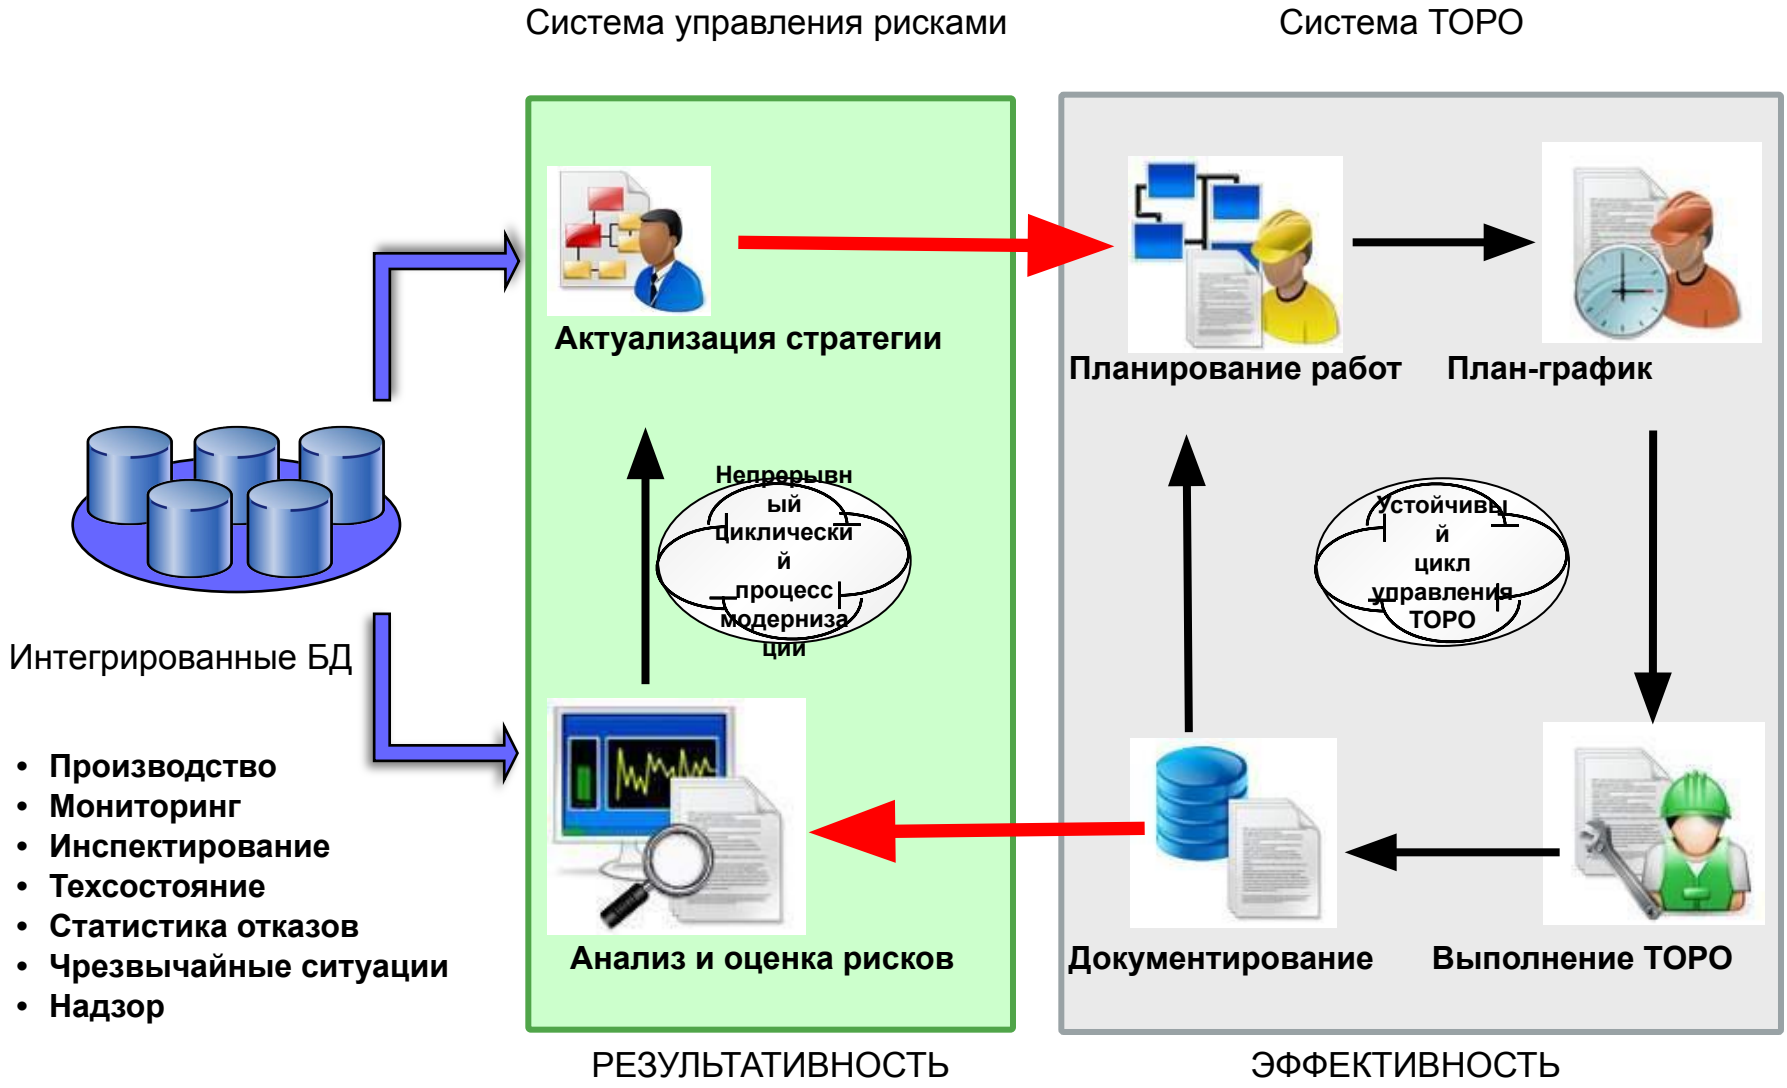 Система управления рисками
Система ТОРО
Актуализация стратегии
Планирование работ
План-график
Непрерывн
ый
циклически
й
процесс
модерниза
ции
Устойчивы
й
цикл
управления
ТОРО
Интегрированные БД
• Производство
• Мониторинг
• Инспектирование
• Техсостояние
• Статистика отказов
• Чрезвычайные ситуации
• Надзор
Анализ и оценка рисков
Документирование
Выполнение ТОРО
РЕЗУЛЬТАТИВНОСТЬ
ЭФФЕКТИВНОСТЬ